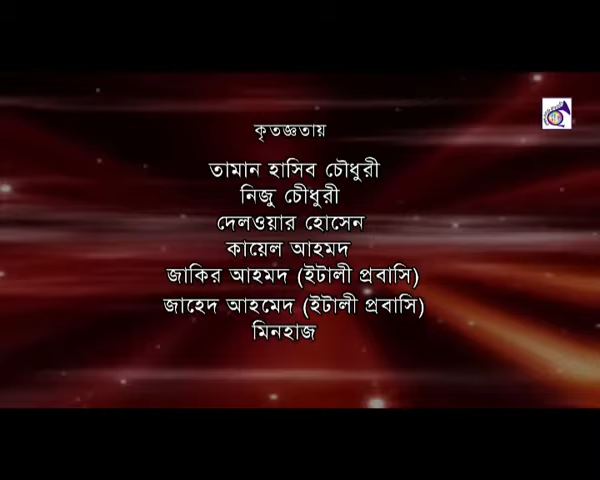 কৃতজ্ঞতায়
তামান হাসিব চৌধুরী
নিজু চৌধুরী
দেলওয়ার হোসেন
কায়েল আহমদ
জাকির আহমদ (ইটালী প্রবাসি)
জাহেদ আহমেদ (ইটালী প্রবাসি)
মিনহাজ